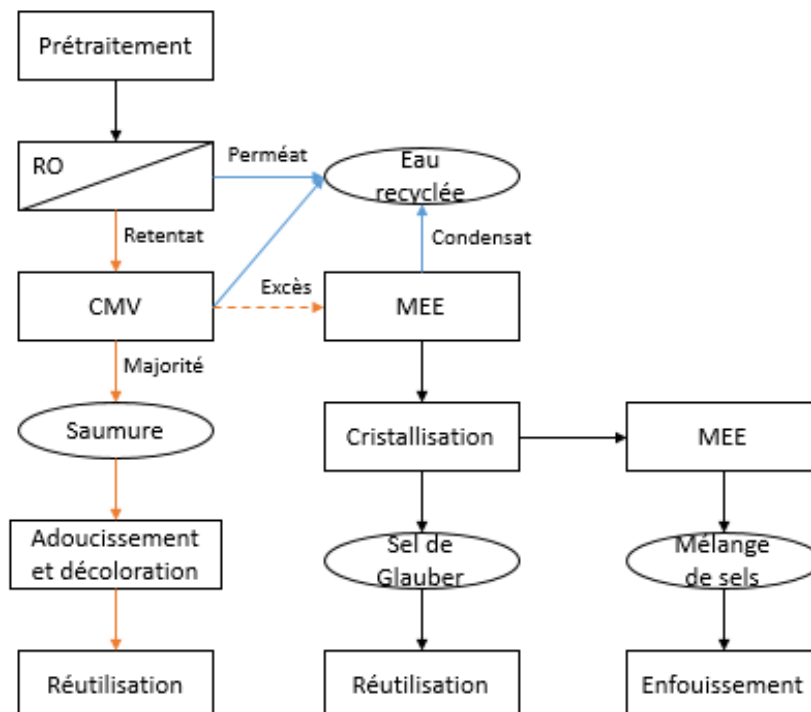 Prétraitement
RO
Perméat
Eau
recyclée
Retentat
Condensat
CMV
Excès
MEE
Majorité
Saumure
Cristallisation
MEE
Adoucissement
et décoloration
Sel de
Glauber
Mélange
de sels
Réutilisation
Réutilisation
Enfouissement